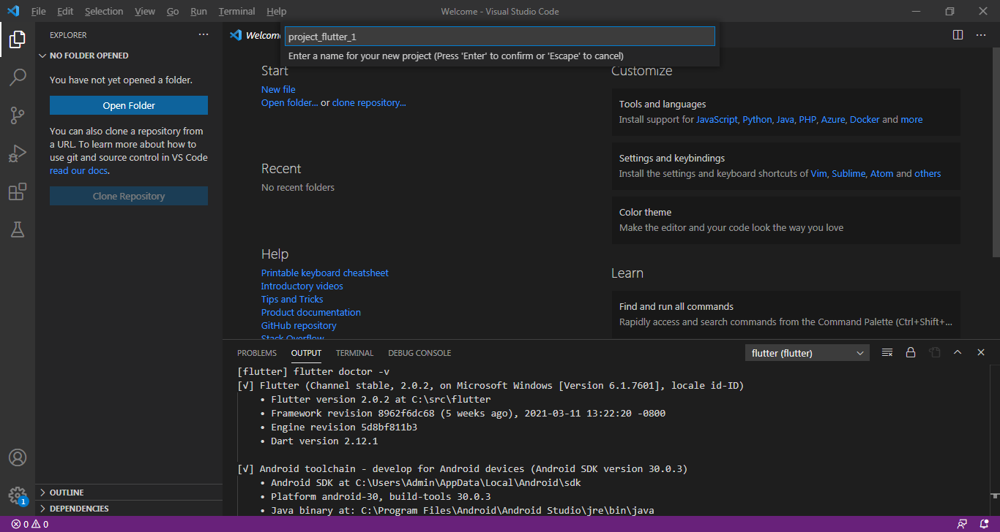 File Edit Selection View Go Run Terminal Help
Welcome - Visual Studio Code
EXPLORER
NO FOLDER OPENED
You have not yet opened a folder.
Open Folder
You can also clone a repository from
a URL. To learn more about how to
use git and source control in VS Code
read our docs.
Clone Repository
OUTLINE
DEPENDENCIES
Welcome
project_flutter_1
Enter a name for your new project (Press 'Enter' to confirm or 'Escape' to cancel)
Start
New file
Open folder... or clone repository...
Recent
No recent folders
Help
Printable keyboard cheatsheet
Introductory videos
Tips and Tricks
Product documentation
GitHub repository
Stack Overflow
Customize
Tools and languages
Install support for JavaScript, Python, Java, PHP, Azure, Docker and more
Settings and keybindings
Install the settings and keyboard shortcuts of Vim, Sublime, Atom and others
Color theme
Make the editor and your code look the way you love
Learn
Find and run all commands
Rapidly access and search commands from the Command Palette (Ctrl+Shift+...
PROBLEMS OUTPUT TERMINAL DEBUG CONSOLE
flutter (flutter)
[flutter] flutter doctor -v
[√] Flutter (Channel stable, 2.0.2, on Microsoft Windows [Version 6.1.7601], locale id-ID)
• Flutter version 2.0.2 at C:\src\flutter
• Framework revision 8962f6dc68 (5 weeks ago), 2021-03-11 13:22:20 -0800
• Engine revision 5d8bf811b3
• Dart version 2.12.1
[√] Android toolchain - develop for Android devices (Android SDK version 30.0.3)
• Android SDK at C:\Users\Admin\AppData\Local\Android\sdk
• Platform android-30, build-tools 30.0.3
• Java binary at: C:\Program Files\Android\Android Studio\jre\bin\java
1
0 0